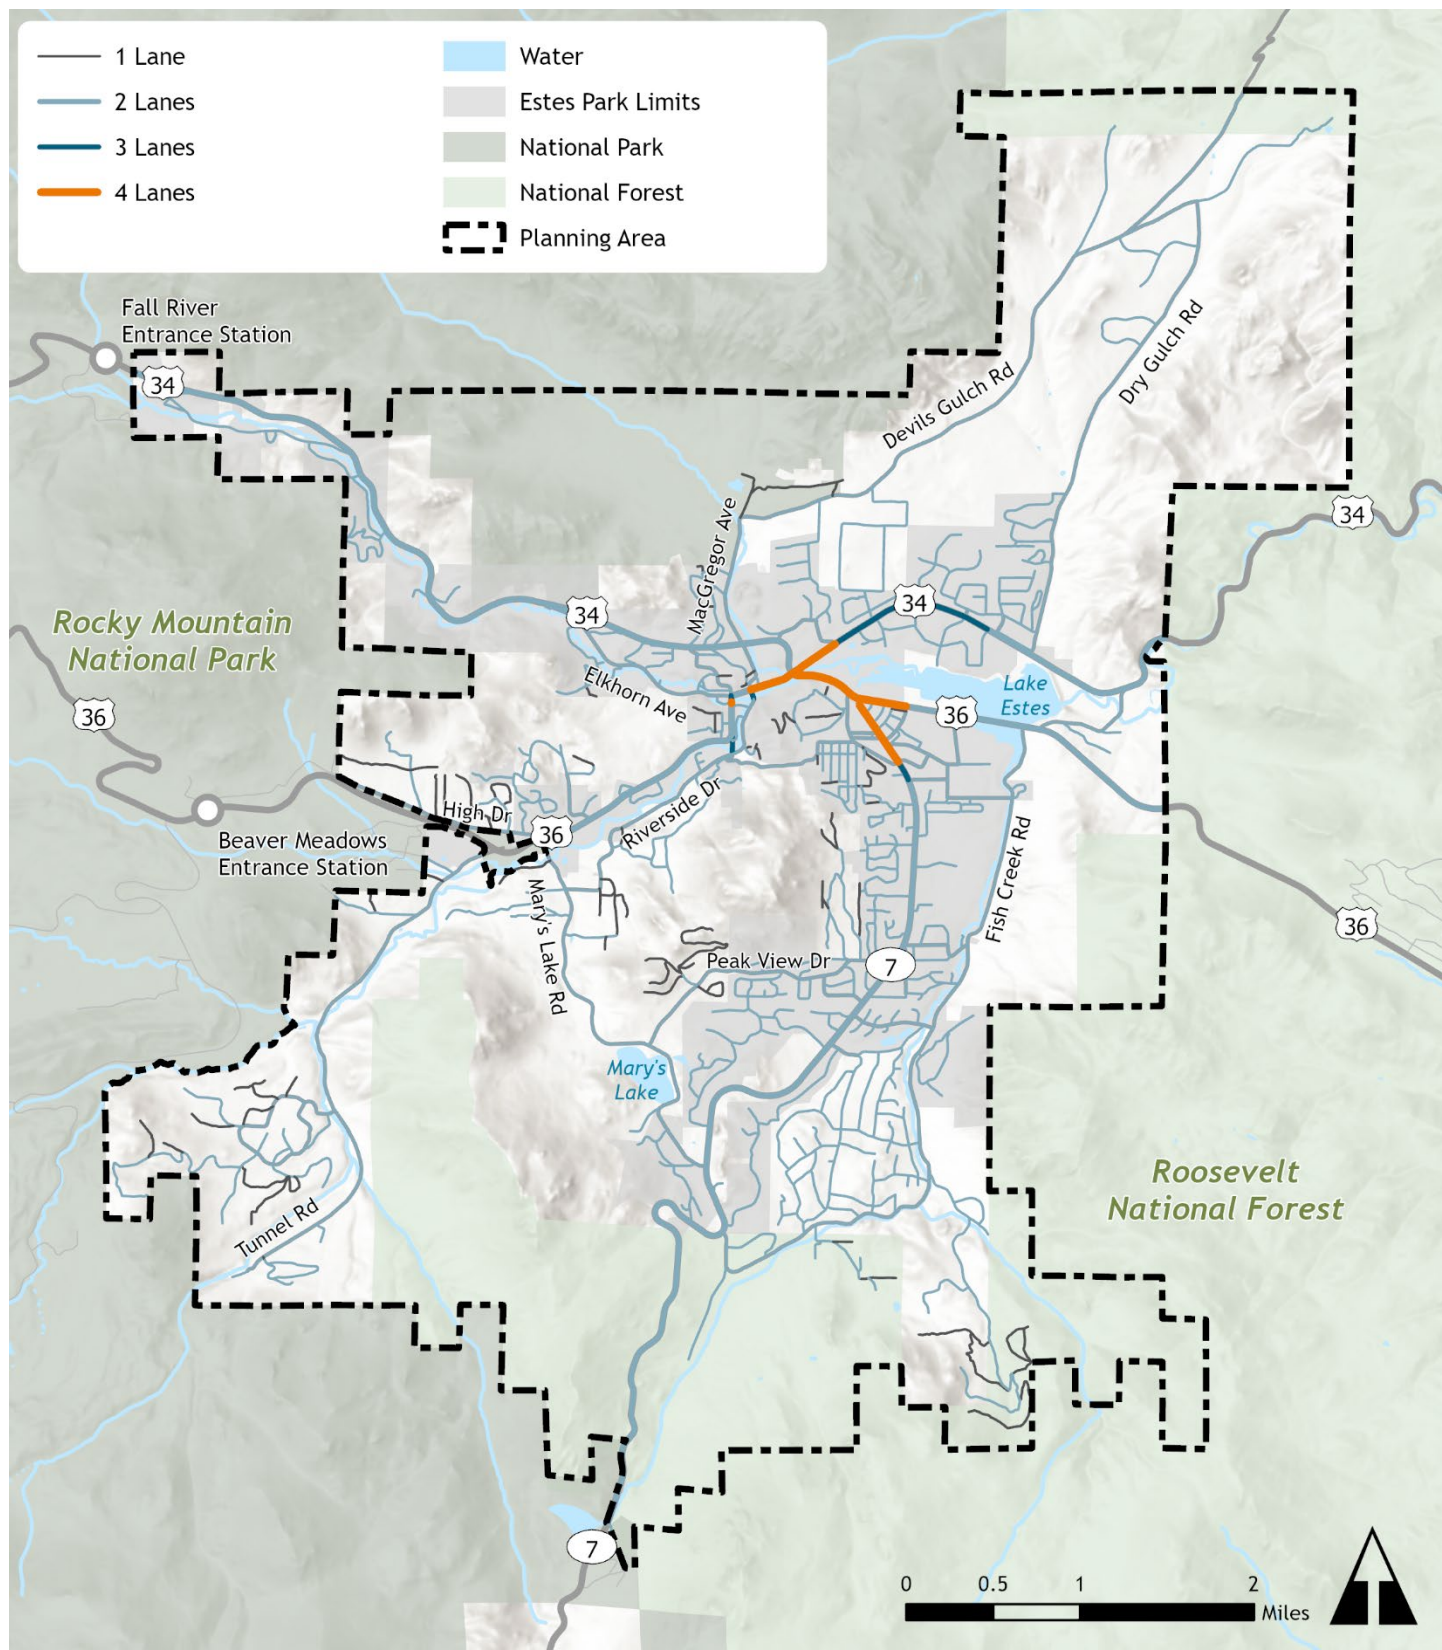 1 Lane
2 Lanes
3 Lanes
4 Lanes
Water
Estes Park Limits
National Park
National Forest
Planning Area
Fall River
Entrance Station
34
Devils Gulch Rd
Dry Gulch Rd
34
MacGregor Ave
34
34
Rocky Mountain
National Park
36
Elkhorn Ave
Lake
Estes
36
High Dr
36
Riverside Dr
Beaver Meadows
Entrance Station
Mary's Lake Rd
Fish Creek Rd
36
Peak View Dr
7
Mary's
Lake
Roosevelt
National Forest
Tunnel Rd
7
0 0.5 1 2
Miles